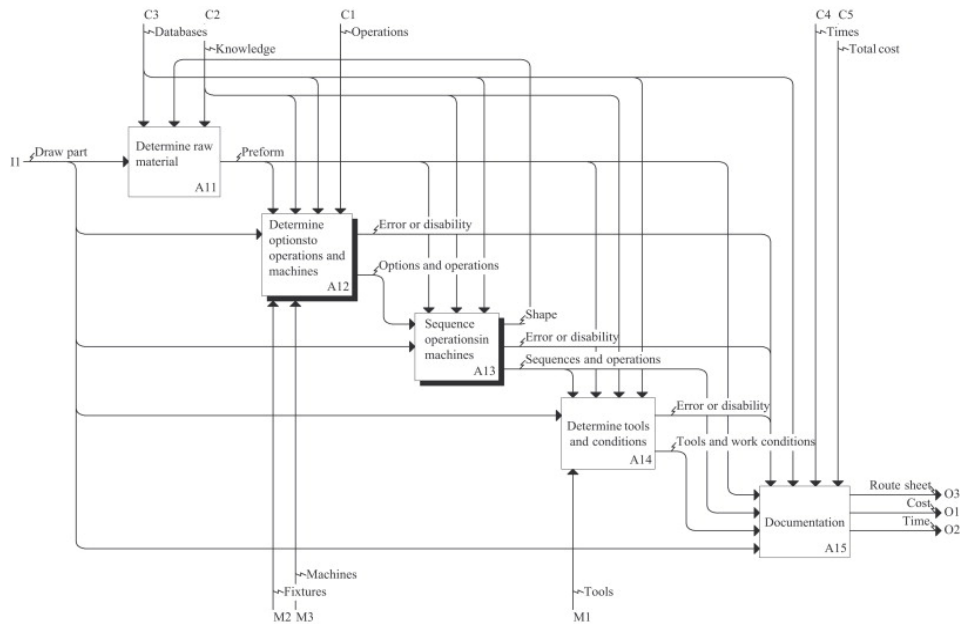 C3 C2 C1 C4 C5
Databases
Operations
Times
Knowledge
Total cost
I1
Draw part
Determine raw
material
A11
Preform
Determine
optionsto
operations and
machines
A12
Error or disability
Options and operations
Sequence
operationsin
machines
A13
Shape
Error or disability
Sequences and operations
Determine tools
and conditions
A14
Error or disability
Tools and work conditions
Documentation
A15
Route sheet
O3
Cost
O1
Time
O2
Machines
Fixtures
Tools
M2 M3
M1